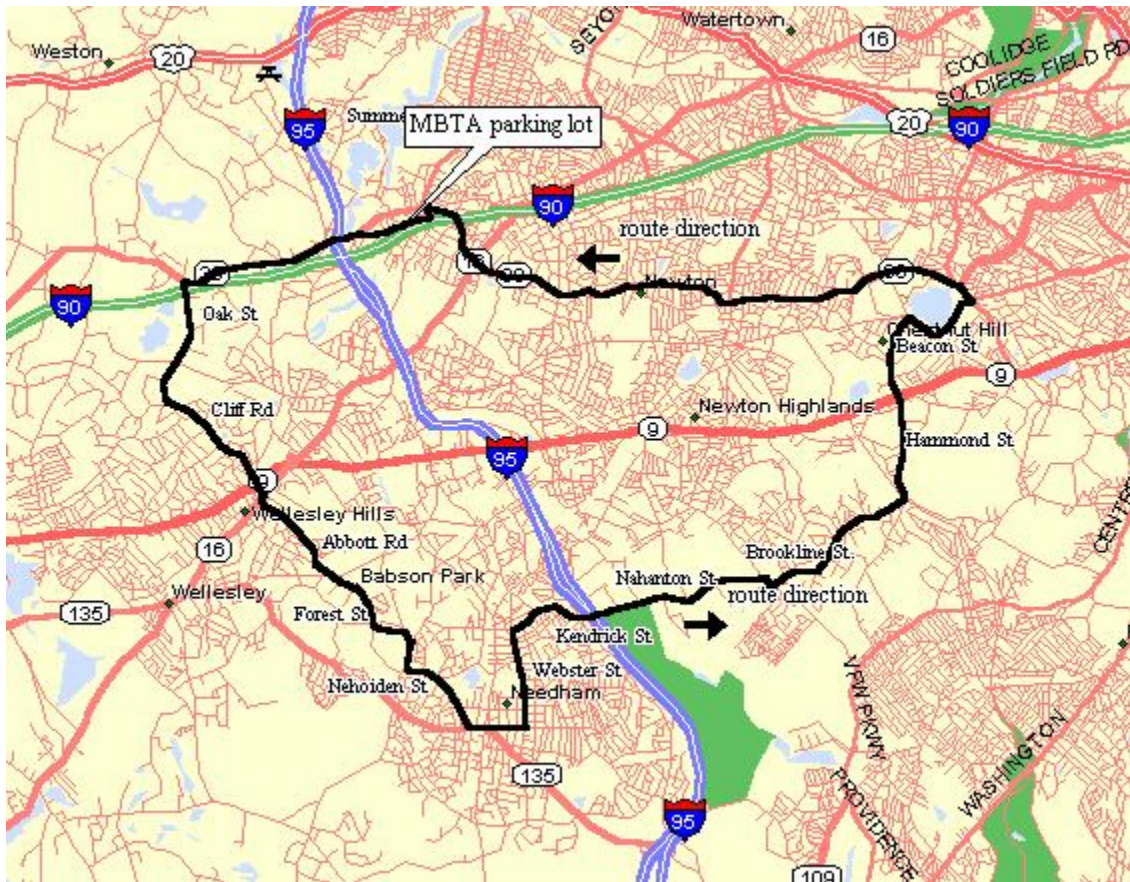 Watertown
Weston
20
16
COOLIDGE
SOLDIERS FIELD RD
95
MBTA parking lot
20
90
90
route direction
Newton
90
Oak St
Chestnut Hill
Beacon St
9
Cliff Rd
Newton Highlands
9
Hammond St
95
9
Wellesley Hills
Abbott Rd
16
Brookline St.
Babson Park
Nahanton St
route direction
Wellesley
135
Forest St
Kendrick St
Webster St
Nehoiden St
Needham
VFW PKWY
WASHINGTON
135
PROVIDENCE
95
109